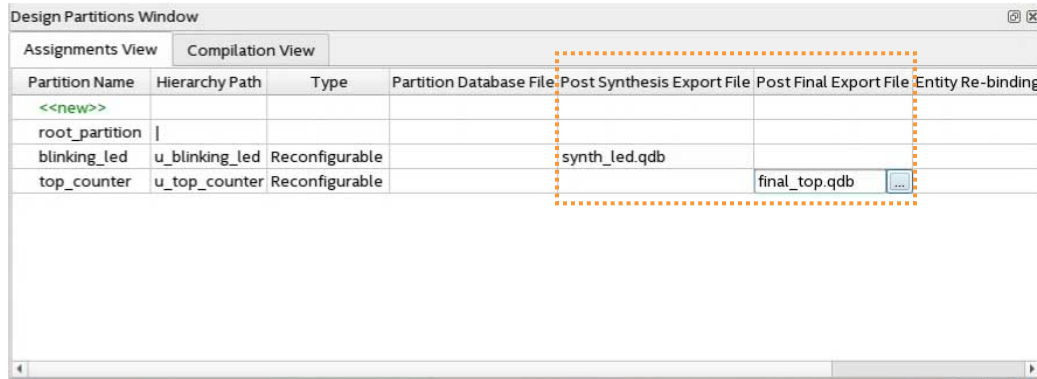 Design Partitions Window
Assignments View Compilation View
Partition Name Hierarchy Path Type Partition Database File Post Synthesis Export File Post Final Export File Entity Re-binding
<<new>>
root_partition |
blinking_led u_blinking_led Reconfigurable synth_led.qdb
top_counter u_top_counter Reconfigurable final_top.qdb ...